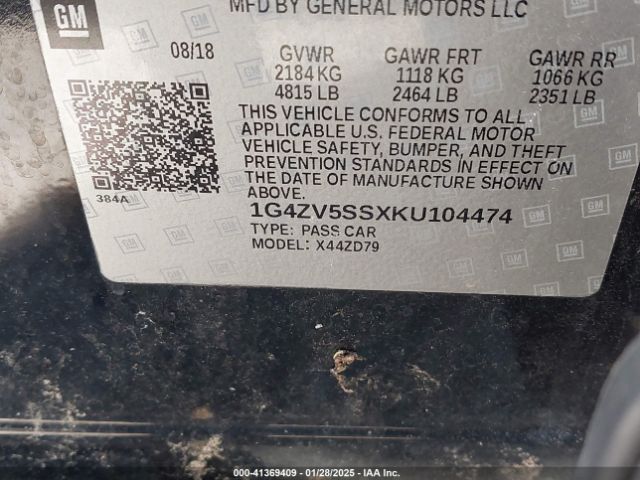 GM
MFD BY GENERAL MOTORS LLC
08/18 GVWR GAWR FRT GAWR RR
2184 KG 1118 KG 1066 KG
4815 LB 2464 LB 2351 LB
THIS VEHICLE CONFORMS TO ALL
APPLICABLE U.S. FEDERAL MOTOR
VEHICLE SAFETY, BUMPER, AND THEFT
PREVENTION STANDARDS IN EFFECT ON
THE DATE OF MANUFACTURE SHOWN
ABOVE.
384A
1G4ZV5SSXKU104474
TYPE: PASS CAR
MODEL: X44ZD79
000-41369409 - 01/28/2025 - IAA Inc.